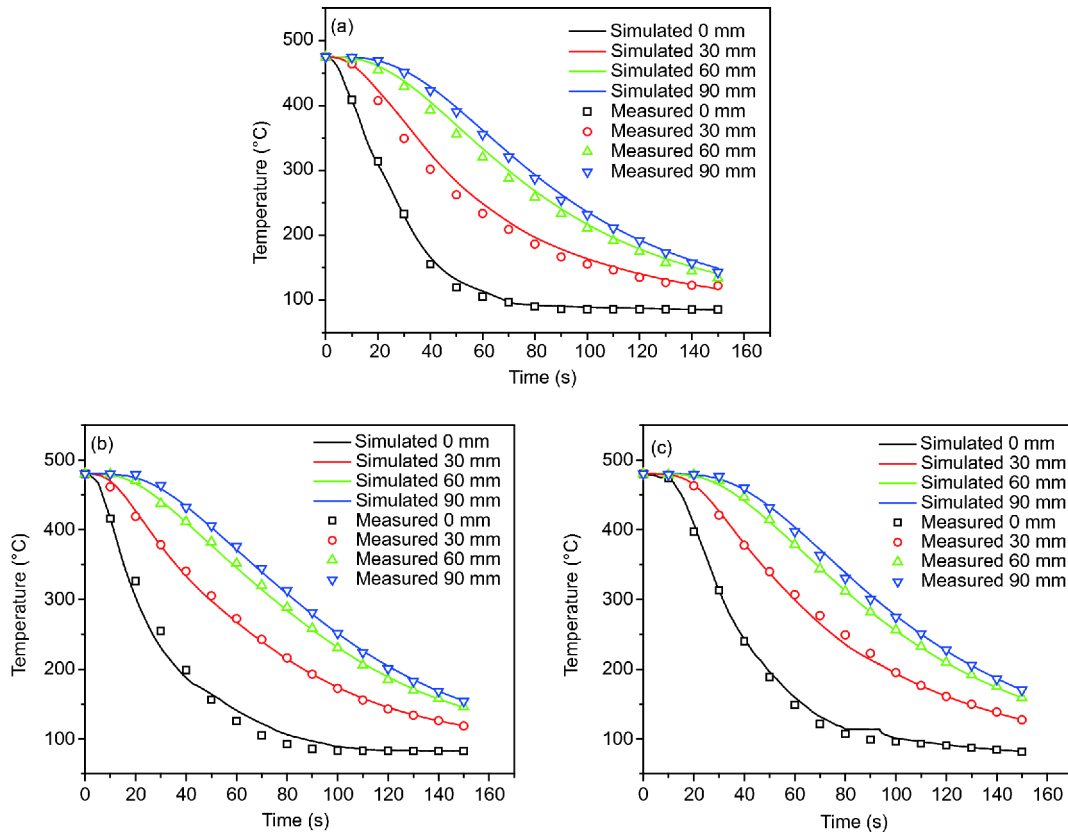 (a)
Simulated 0 mm
Simulated 30 mm
Simulated 60 mm
Simulated 90 mm
Measured 0 mm
Measured 30 mm
Measured 60 mm
Measured 90 mm
500
400
300
200
100
Temperature (°C)
0 20 40 60 80 100 120 140 160
Time (s)
(b)
Simulated 0 mm
Simulated 30 mm
Simulated 60 mm
Simulated 90 mm
Measured 0 mm
Measured 30 mm
Measured 60 mm
Measured 90 mm
500
400
300
200
100
Temperature (°C)
0 20 40 60 80 100 120 140 160
Time (s)
(c)
Simulated 0 mm
Simulated 30 mm
Simulated 60 mm
Simulated 90 mm
Measured 0 mm
Measured 30 mm
Measured 60 mm
Measured 90 mm
500
400
300
200
100
Temperature (°C)
0 20 40 60 80 100 120 140 160
Time (s)